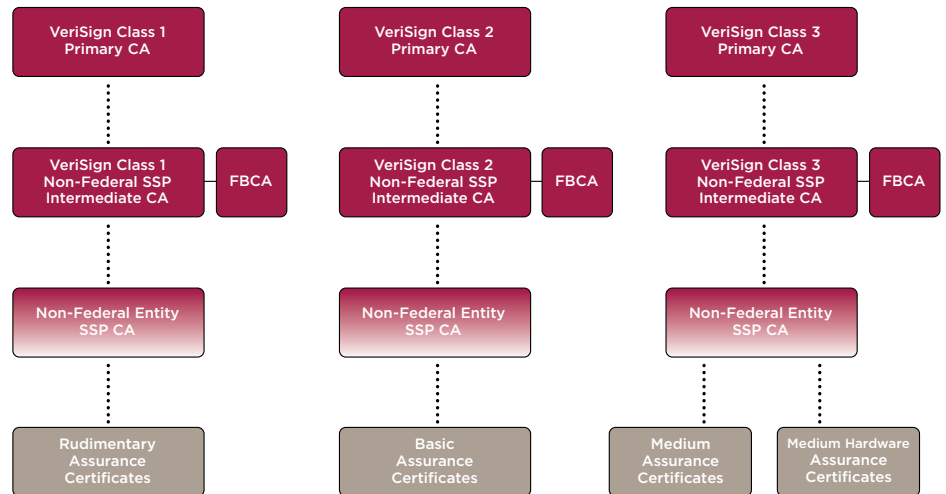 VeriSign Class 1
Primary CA
VeriSign Class 2
Primary CA
VeriSign Class 3
Primary CA
VeriSign Class 1
Non-Federal SSP
Intermediate CA
FBCA
VeriSign Class 2
Non-Federal SSP
Intermediate CA
FBCA
VeriSign Class 3
Non-Federal SSP
Intermediate CA
FBCA
Non-Federal Entity
SSP CA
Non-Federal Entity
SSP CA
Non-Federal Entity
SSP CA
Rudimentary
Assurance
Certificates
Basic
Assurance
Certificates
Medium
Assurance
Certificates
Medium Hardware
Assurance
Certificates